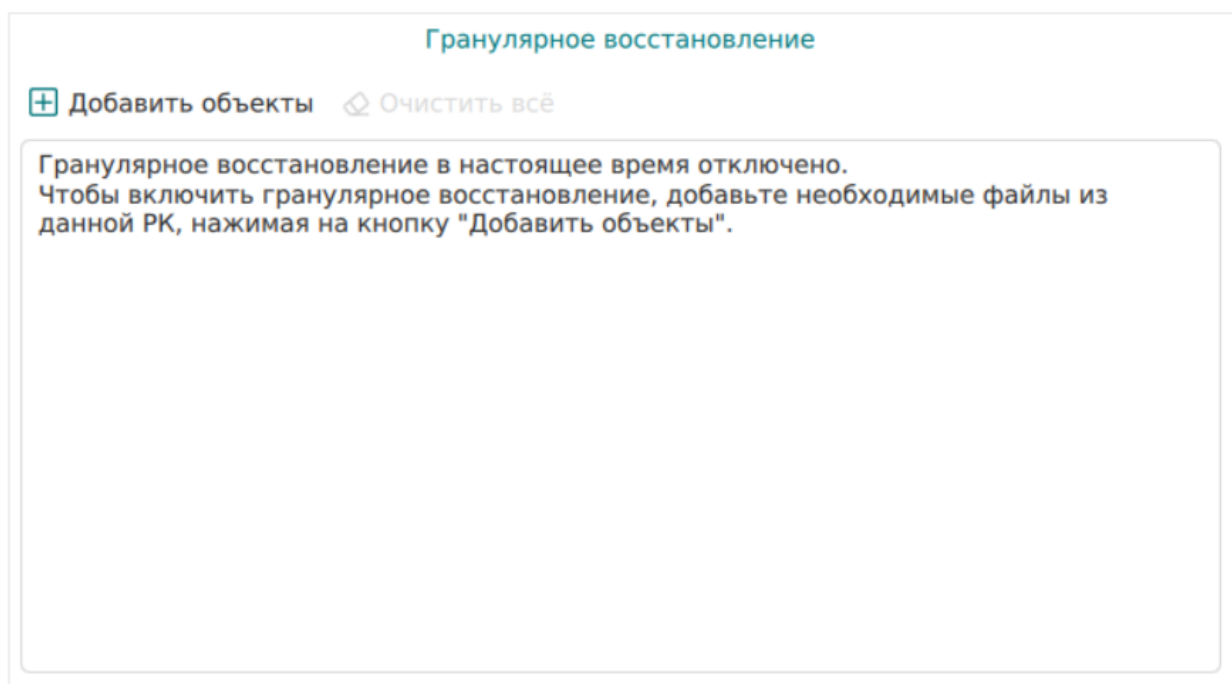 Гранулярное восстановление
Добавить объекты Очистить всё
Гранулярное восстановление в настоящее время отключено.
Чтобы включить гранулярное восстановление, добавьте необходимые файлы из
данной РК, нажимая на кнопку "Добавить объекты".